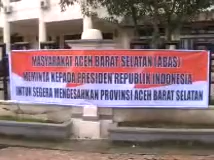 MASYARAKAT ACEH BARAT SELATAN (ABAS)
MEMINTA KEPADA PRESIDEN REPUBLIK INDONESIA
UNTUK SEGERA MENGESAHKAN PROVINSI ACEH BARAT SELATAN